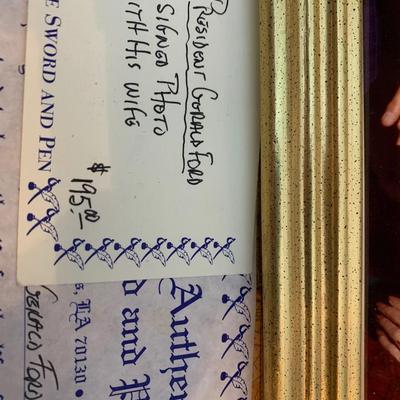 PRESIDENT GERALD FORD
SIGNED PHOTO
WITH HIS WIFE
$195.00
E SWORD AND PEN
Authen
d and P
s, LA 70130 •
GERALD FORD